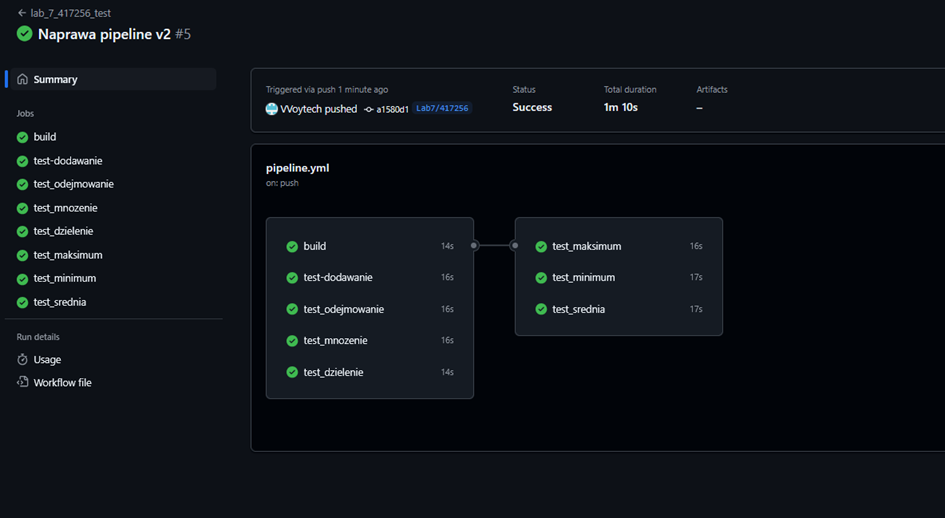 lab_7_417256_test
Naprawa pipeline v2 #5
Summary
Jobs
build
test-dodawanie
test_odejmowanie
test_mnozenie
test_dzielenie
test_maksimum
test_minimum
test_srednia
Run details
Usage
Workflow file
Triggered via push 1 minute ago
VVoytech pushed a1580d1 Lab7/417256
Status
Success
Total duration
1m 10s
Artifacts
–
pipeline.yml
on: push
build 14s
test-dodawanie 16s
test_odejmowanie 16s
test_mnozenie 16s
test_dzielenie 14s
test_maksimum 16s
test_minimum 17s
test_srednia 17s